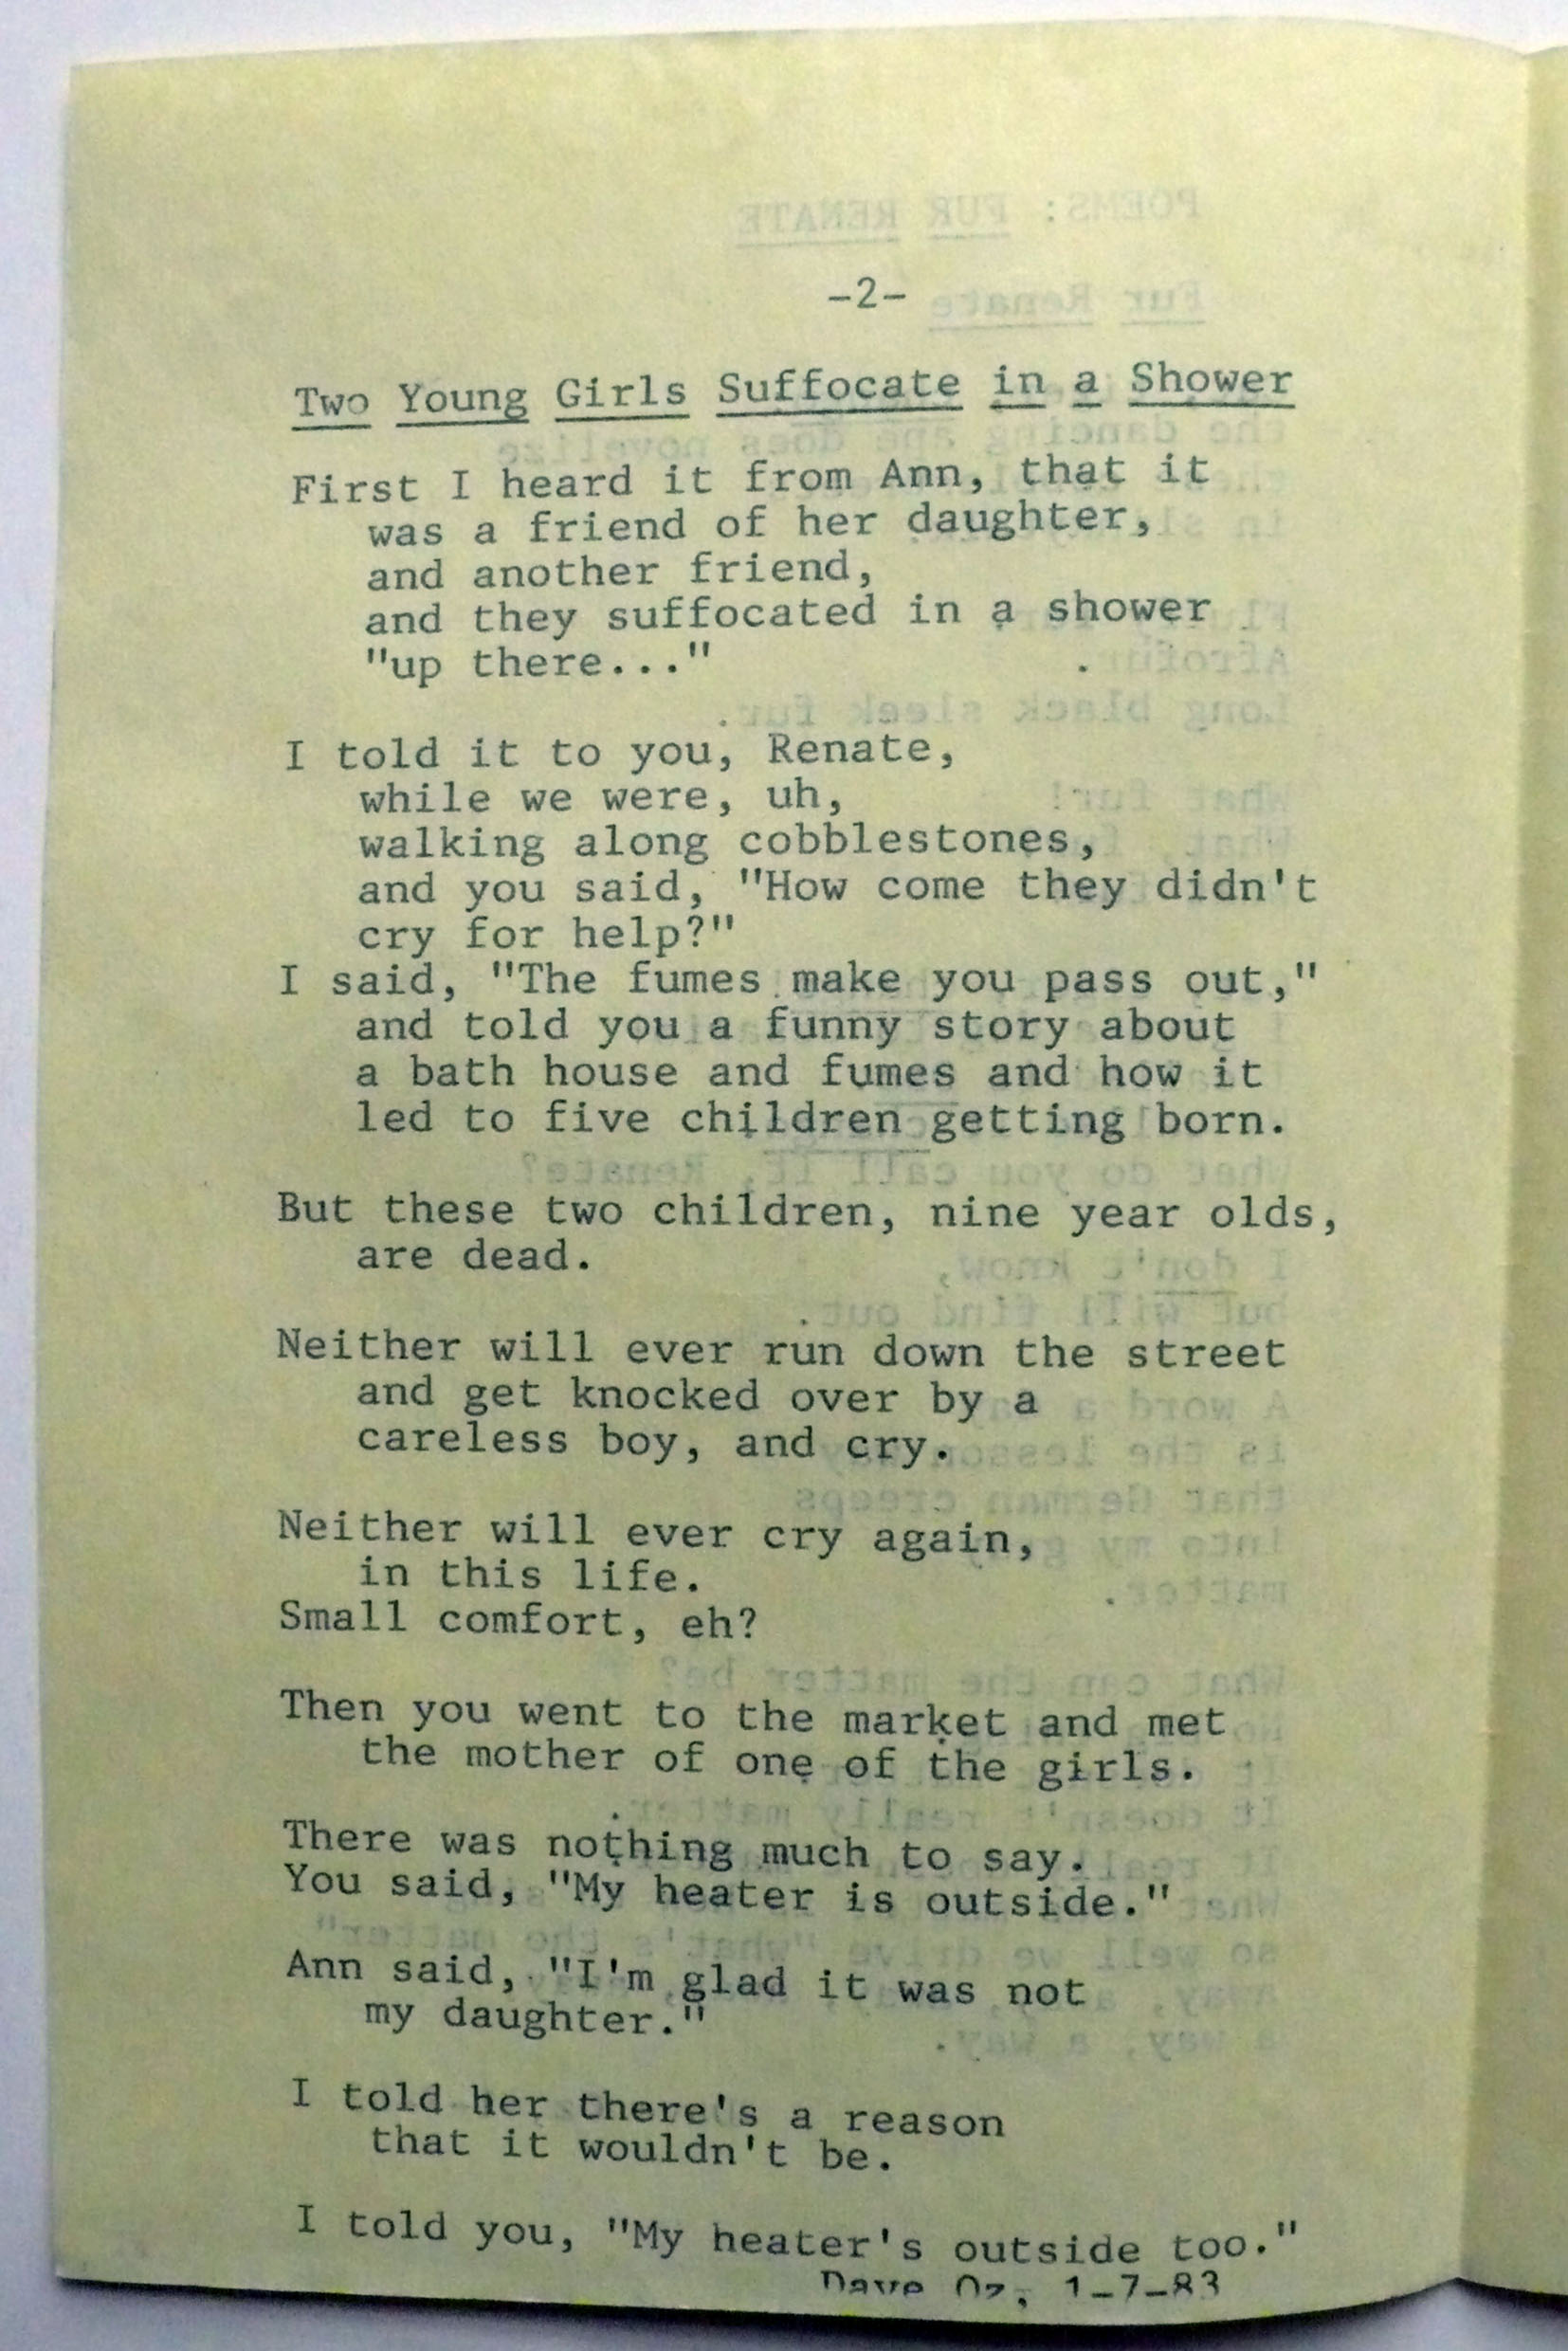 -2-
Two Young Girls Suffocate in a Shower
First I heard it from Ann, that it
was a friend of her daughter,
and another friend,
and they suffocated in a shower
"up there..."
I told it to you, Renate,
while we were, uh,
walking along cobblestones,
and you said, "How come they didn't
cry for help?"
I said, "The fumes make you pass out,"
and told you a funny story about
a bath house and fumes and how it
led to five children getting born.
But these two children, nine year olds,
are dead.
Neither will ever run down the street
and get knocked over by a
careless boy, and cry.
Neither will ever cry again,
in this life.
Small comfort, eh?
Then you went to the market and met
the mother of one of the girls.
There was nothing much to say.
You said, "My heater is outside."
Ann said, "I'm glad it was not
my daughter."
I told her there's a reason
that it wouldn't be.
I told you, "My heater's outside too."
Dave Oz, 1-7-83